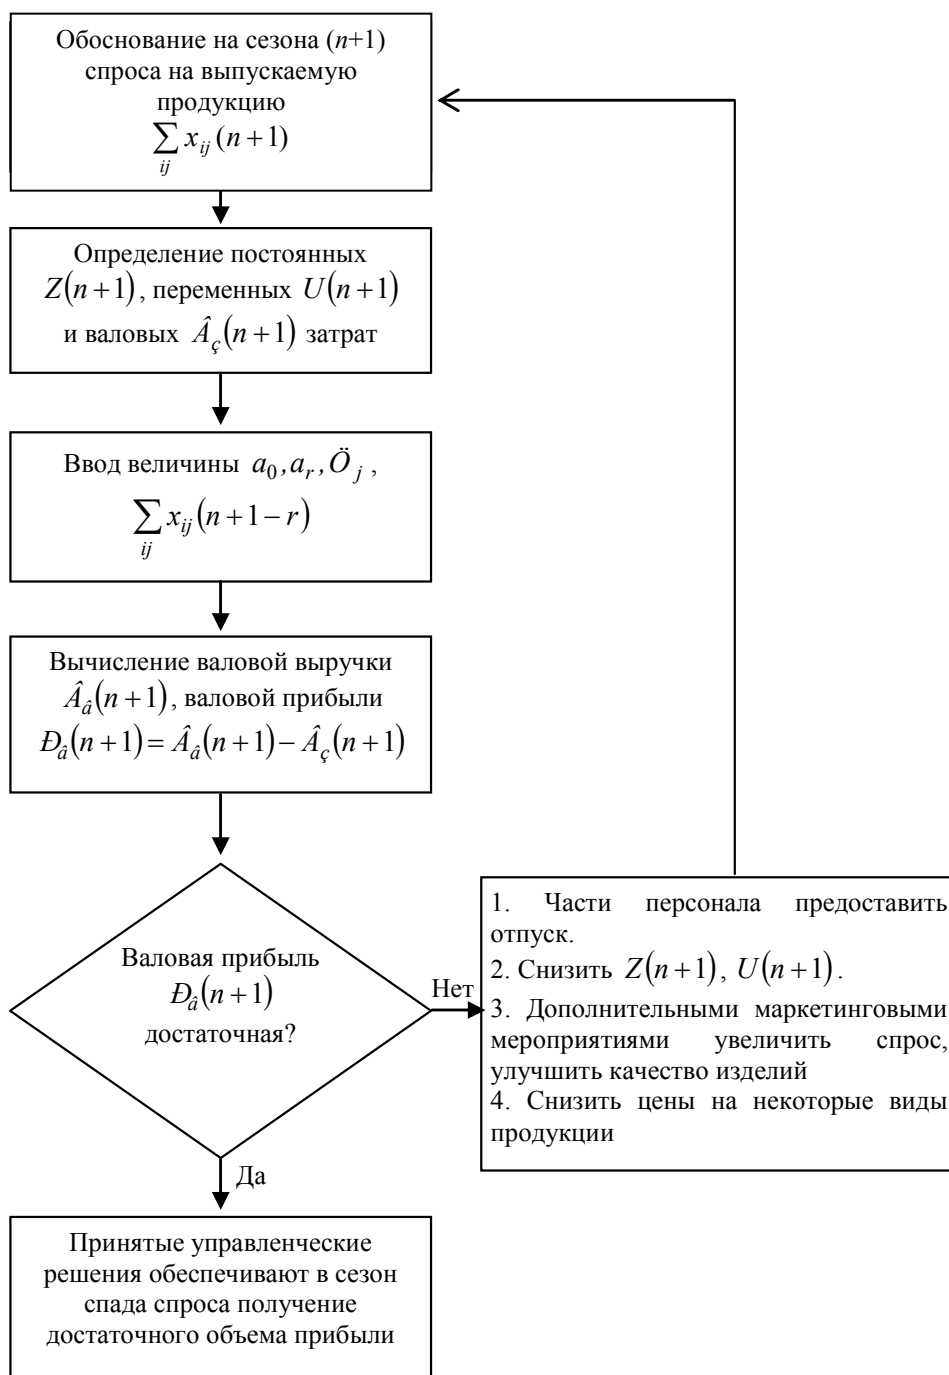 Обоснование на сезона (n+1)
спроса на выпускаемую
продукцию
∑ x_ij (n + 1)
ij
Определение постоянных
Z(n + 1), переменных U(n + 1)
и валовых Â_ç(n + 1) затрат
Ввод величины a_0, a_r, Ö_j ,
∑ x_ij (n + 1 − r)
ij
Вычисление валовой выручки
Â_â(n + 1), валовой прибыли
Ð_â(n + 1) = Â_â(n + 1) − Â_ç(n + 1)
Валовая прибыль
Ð_â(n + 1)
достаточная?
Нет
1. Части персонала предоставить
отпуск.
2. Снизить Z(n + 1), U(n + 1).
3. Дополнительными маркетинговыми
мероприятиями увеличить спрос,
улучшить качество изделий
4. Снизить цены на некоторые виды
продукции
Да
Принятые управленческие
решения обеспечивают в сезон
спада спроса получение
достаточного объема прибыли